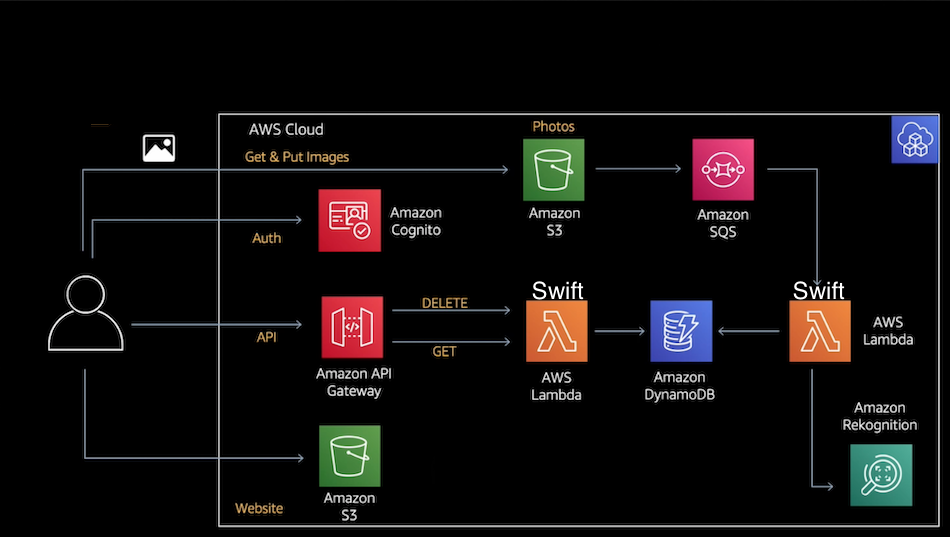 AWS Cloud
Photos
Get & Put Images
Amazon
S3
Amazon
SQS
Amazon
Cognito
Auth
Swift
Swift
DELETE
API
GET
AWS
Lambda
Amazon API
Gateway
AWS
Lambda
Amazon
DynamoDB
Amazon
Rekognition
Amazon
S3
Website